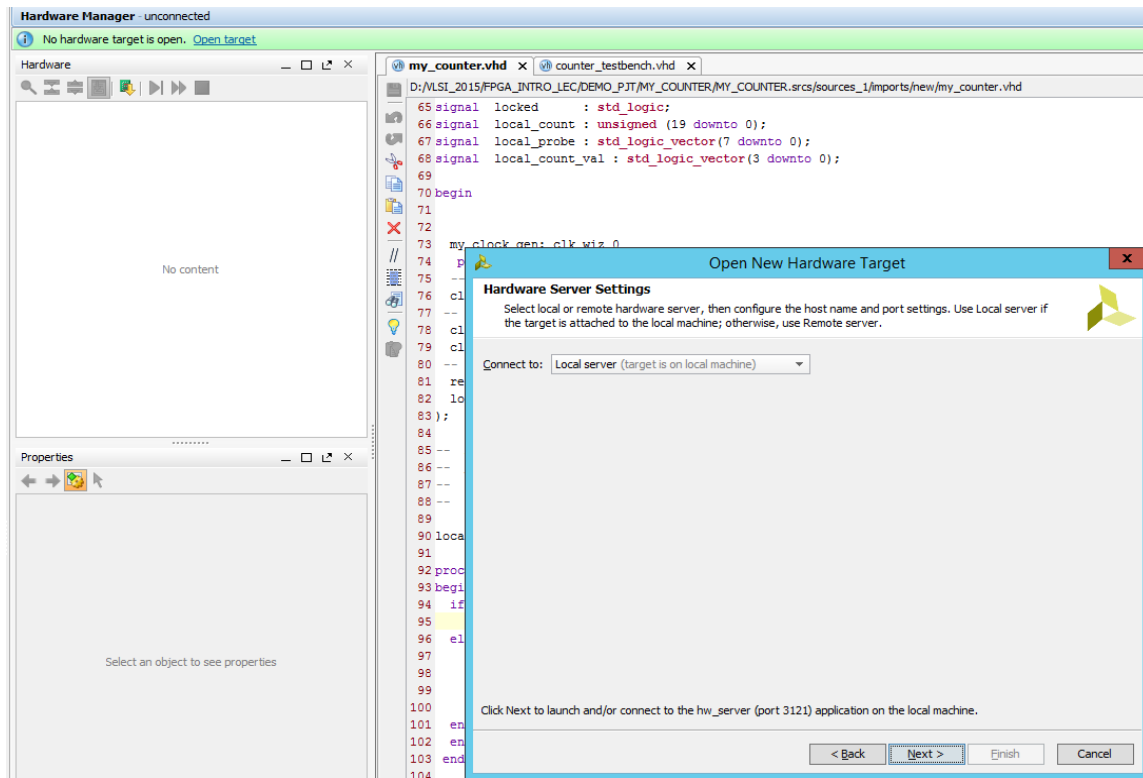 Hardware Manager - unconnected
No hardware target is open. Open target
Hardware
No content
Properties
Select an object to see properties
my_counter.vhd x counter_testbench.vhd x
D:/VLSI_2015/FPGA_INTRO_LEC/DEMO_PJT/MY_COUNTER/MY_COUNTER.srcs/sources_1/imports/new/my_counter.vhd
65 signal locked : std_logic;
66 signal local_count : unsigned (19 downto 0);
67 signal local_probe : std_logic_vector(7 downto 0);
68 signal local_count_val : std_logic_vector(3 downto 0);
69
70 begin
71
72
73 my_clock_gen: clk_wiz_0
74 p
75 --
76 cl
77 --
78 cl
79 cl
80 --
81 re
82 lo
83 );
84
85 --
86 --
87 --
88 --
89
90 loca
91
92 proc
93 begi
94 if
95
96 el
97
98
99
100
101 en
102 en
103 end
104
Open New Hardware Target
Hardware Server Settings
Select local or remote hardware server, then configure the host name and port settings. Use Local server if
the target is attached to the local machine; otherwise, use Remote server.
Connect to: Local server (target is on local machine)
Click Next to launch and/or connect to the hw_server (port 3121) application on the local machine.
< Back Next > Finish Cancel